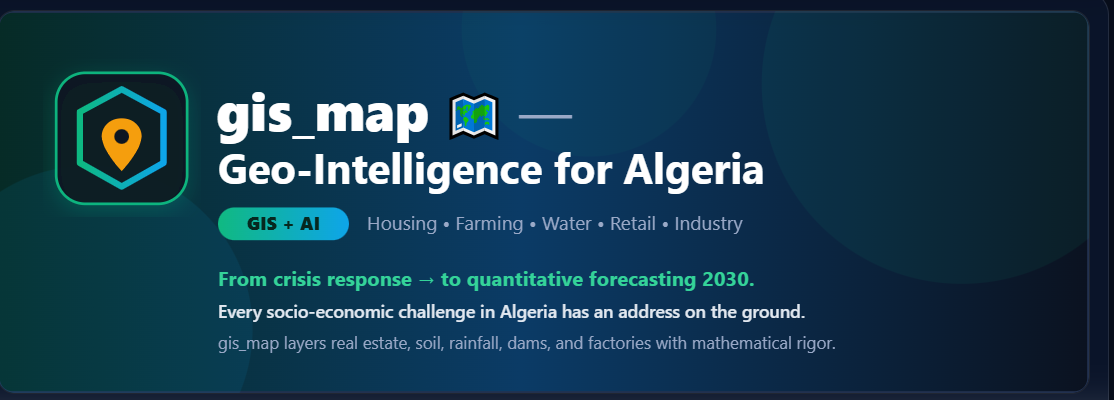 gis_map 🗺️ —
Geo-Intelligence for Algeria
GIS + AI Housing • Farming • Water • Retail • Industry
From crisis response → to quantitative forecasting 2030.
Every socio-economic challenge in Algeria has an address on the ground.
gis_map layers real estate, soil, rainfall, dams, and factories with mathematical rigor.